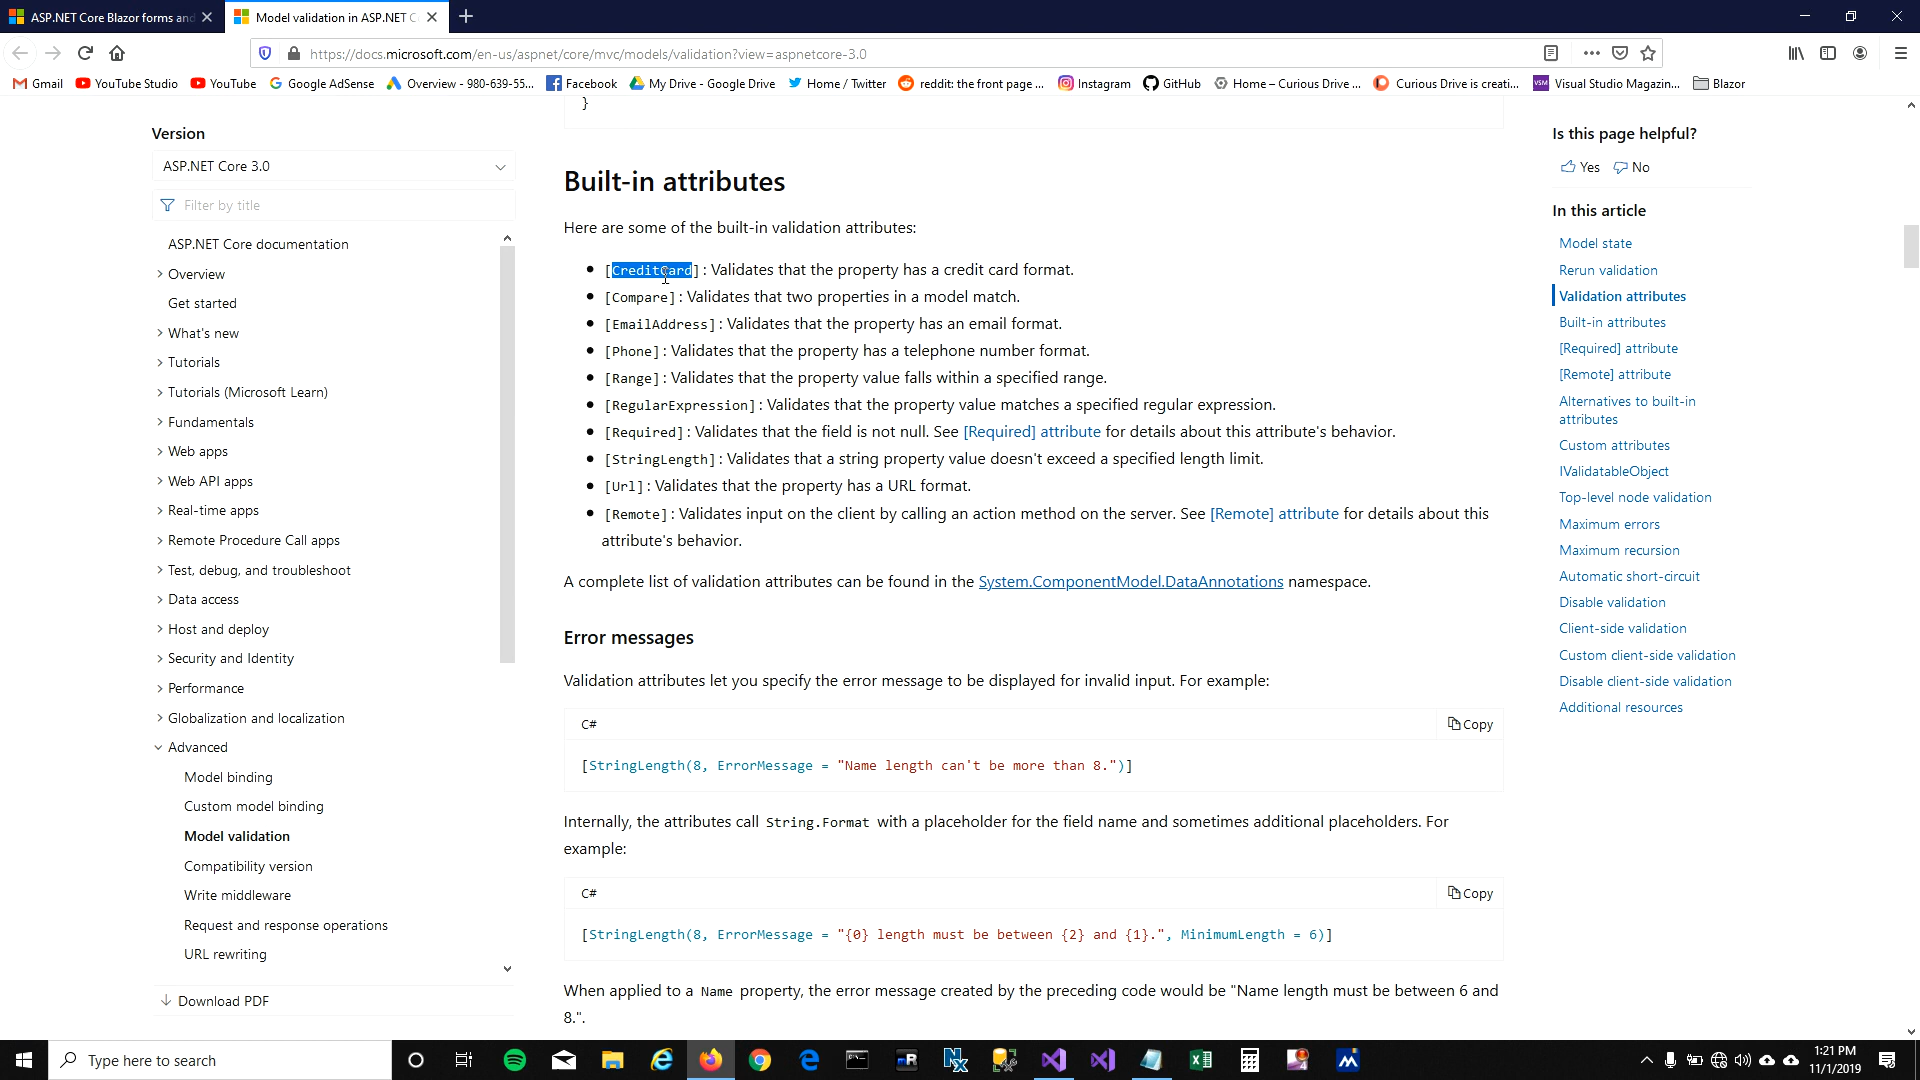 ASP.NET Core Blazor forms and
Model validation in ASP.NET C
https://docs.microsoft.com/en-us/aspnet/core/mvc/models/validation?view=aspnetcore-3.0
Gmail YouTube Studio YouTube Google AdSense Overview - 980-639-55... Facebook My Drive - Google Drive Home / Twitter reddit: the front page ... Instagram GitHub Home – Curious Drive ... Curious Drive is creati... VSM Visual Studio Magazin... Blazor
Version
ASP.NET Core 3.0
Filter by title
ASP.NET Core documentation
Overview
Get started
What's new
Tutorials
Tutorials (Microsoft Learn)
Fundamentals
Web apps
Web API apps
Real-time apps
Remote Procedure Call apps
Test, debug, and troubleshoot
Data access
Host and deploy
Security and Identity
Performance
Globalization and localization
Advanced
Model binding
Custom model binding
Model validation
Compatibility version
Write middleware
Request and response operations
URL rewriting
Download PDF
}
Built-in attributes
Here are some of the built-in validation attributes:
• [CreditCard]: Validates that the property has a credit card format.
• [Compare]: Validates that two properties in a model match.
• [EmailAddress]: Validates that the property has an email format.
• [Phone]: Validates that the property has a telephone number format.
• [Range]: Validates that the property value falls within a specified range.
• [RegularExpression]: Validates that the property value matches a specified regular expression.
• [Required]: Validates that the field is not null. See [Required] attribute for details about this attribute's behavior.
• [StringLength]: Validates that a string property value doesn't exceed a specified length limit.
• [Url]: Validates that the property has a URL format.
• [Remote]: Validates input on the client by calling an action method on the server. See [Remote] attribute for details about this
attribute's behavior.
A complete list of validation attributes can be found in the System.ComponentModel.DataAnnotations namespace.
Error messages
Validation attributes let you specify the error message to be displayed for invalid input. For example:
C# Copy
[StringLength(8, ErrorMessage = "Name length can't be more than 8.")]
Internally, the attributes call String.Format with a placeholder for the field name and sometimes additional placeholders. For
example:
C# Copy
[StringLength(8, ErrorMessage = "{0} length must be between {2} and {1}.", MinimumLength = 6)]
When applied to a Name property, the error message created by the preceding code would be "Name length must be between 6 and
8.".
Is this page helpful?
Yes No
In this article
Model state
Rerun validation
Validation attributes
Built-in attributes
[Required] attribute
[Remote] attribute
Alternatives to built-in
attributes
Custom attributes
IValidatableObject
Top-level node validation
Maximum errors
Maximum recursion
Automatic short-circuit
Disable validation
Client-side validation
Custom client-side validation
Disable client-side validation
Additional resources
Type here to search
1:21 PM
11/1/2019